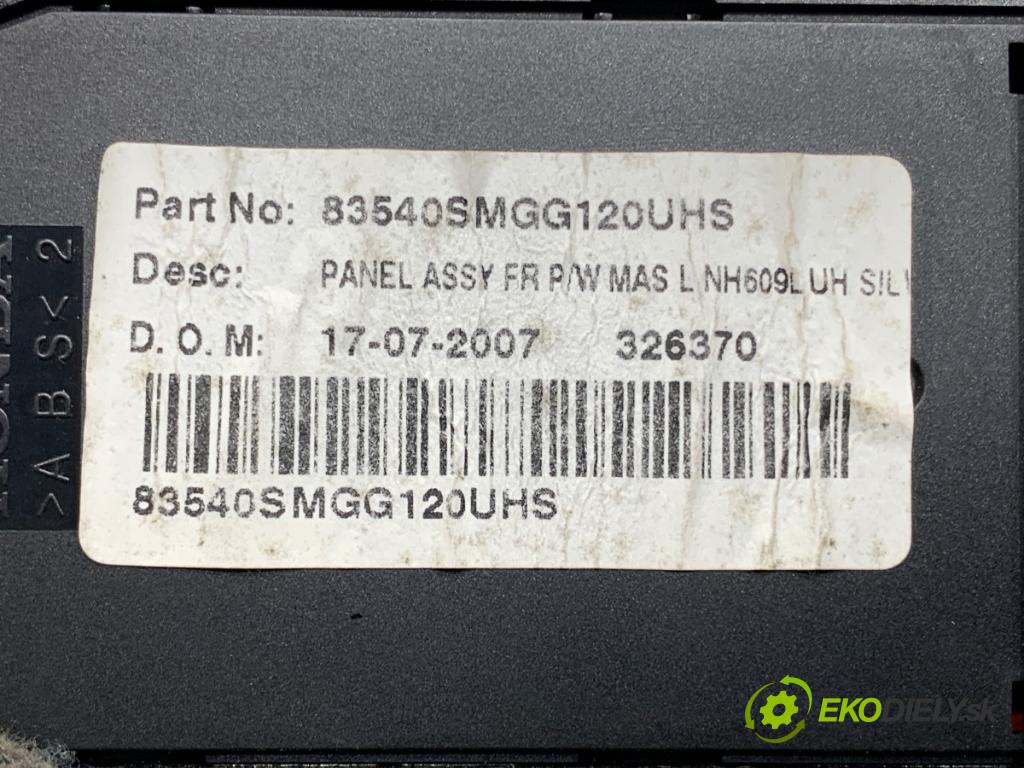 Part No: 83540SMGG120UHS
Desc: PANEL ASSY FR P/W MAS L NH609L UH SIL
D.O.M: 17-07-2007 326370
83540SMGG120UHS
HONDA
>ABS< 2
EKODIELY.sk